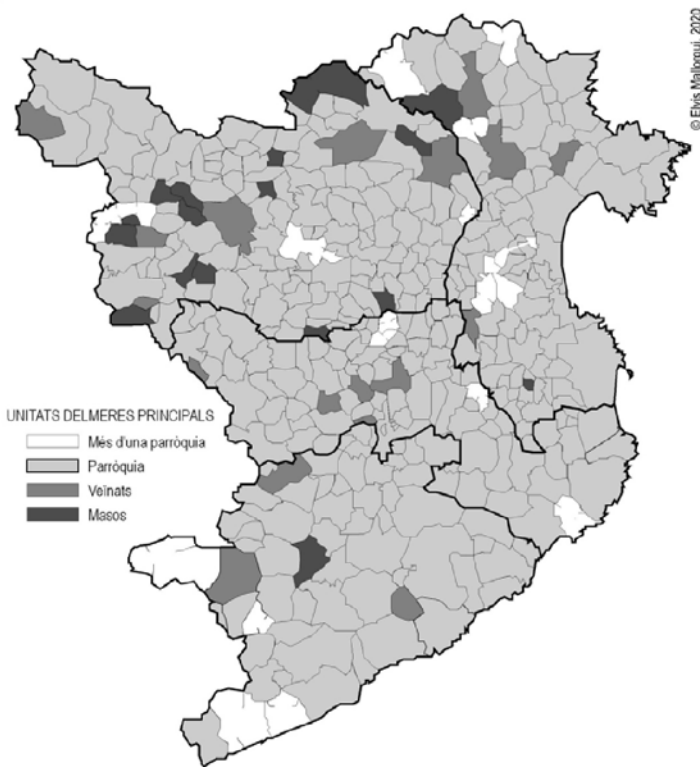 © Elvis Mallorquí, 2020
UNITATS DELMERES PRINCIPALS
Més d'una parròquia
Parròquia
Veïnats
Masos